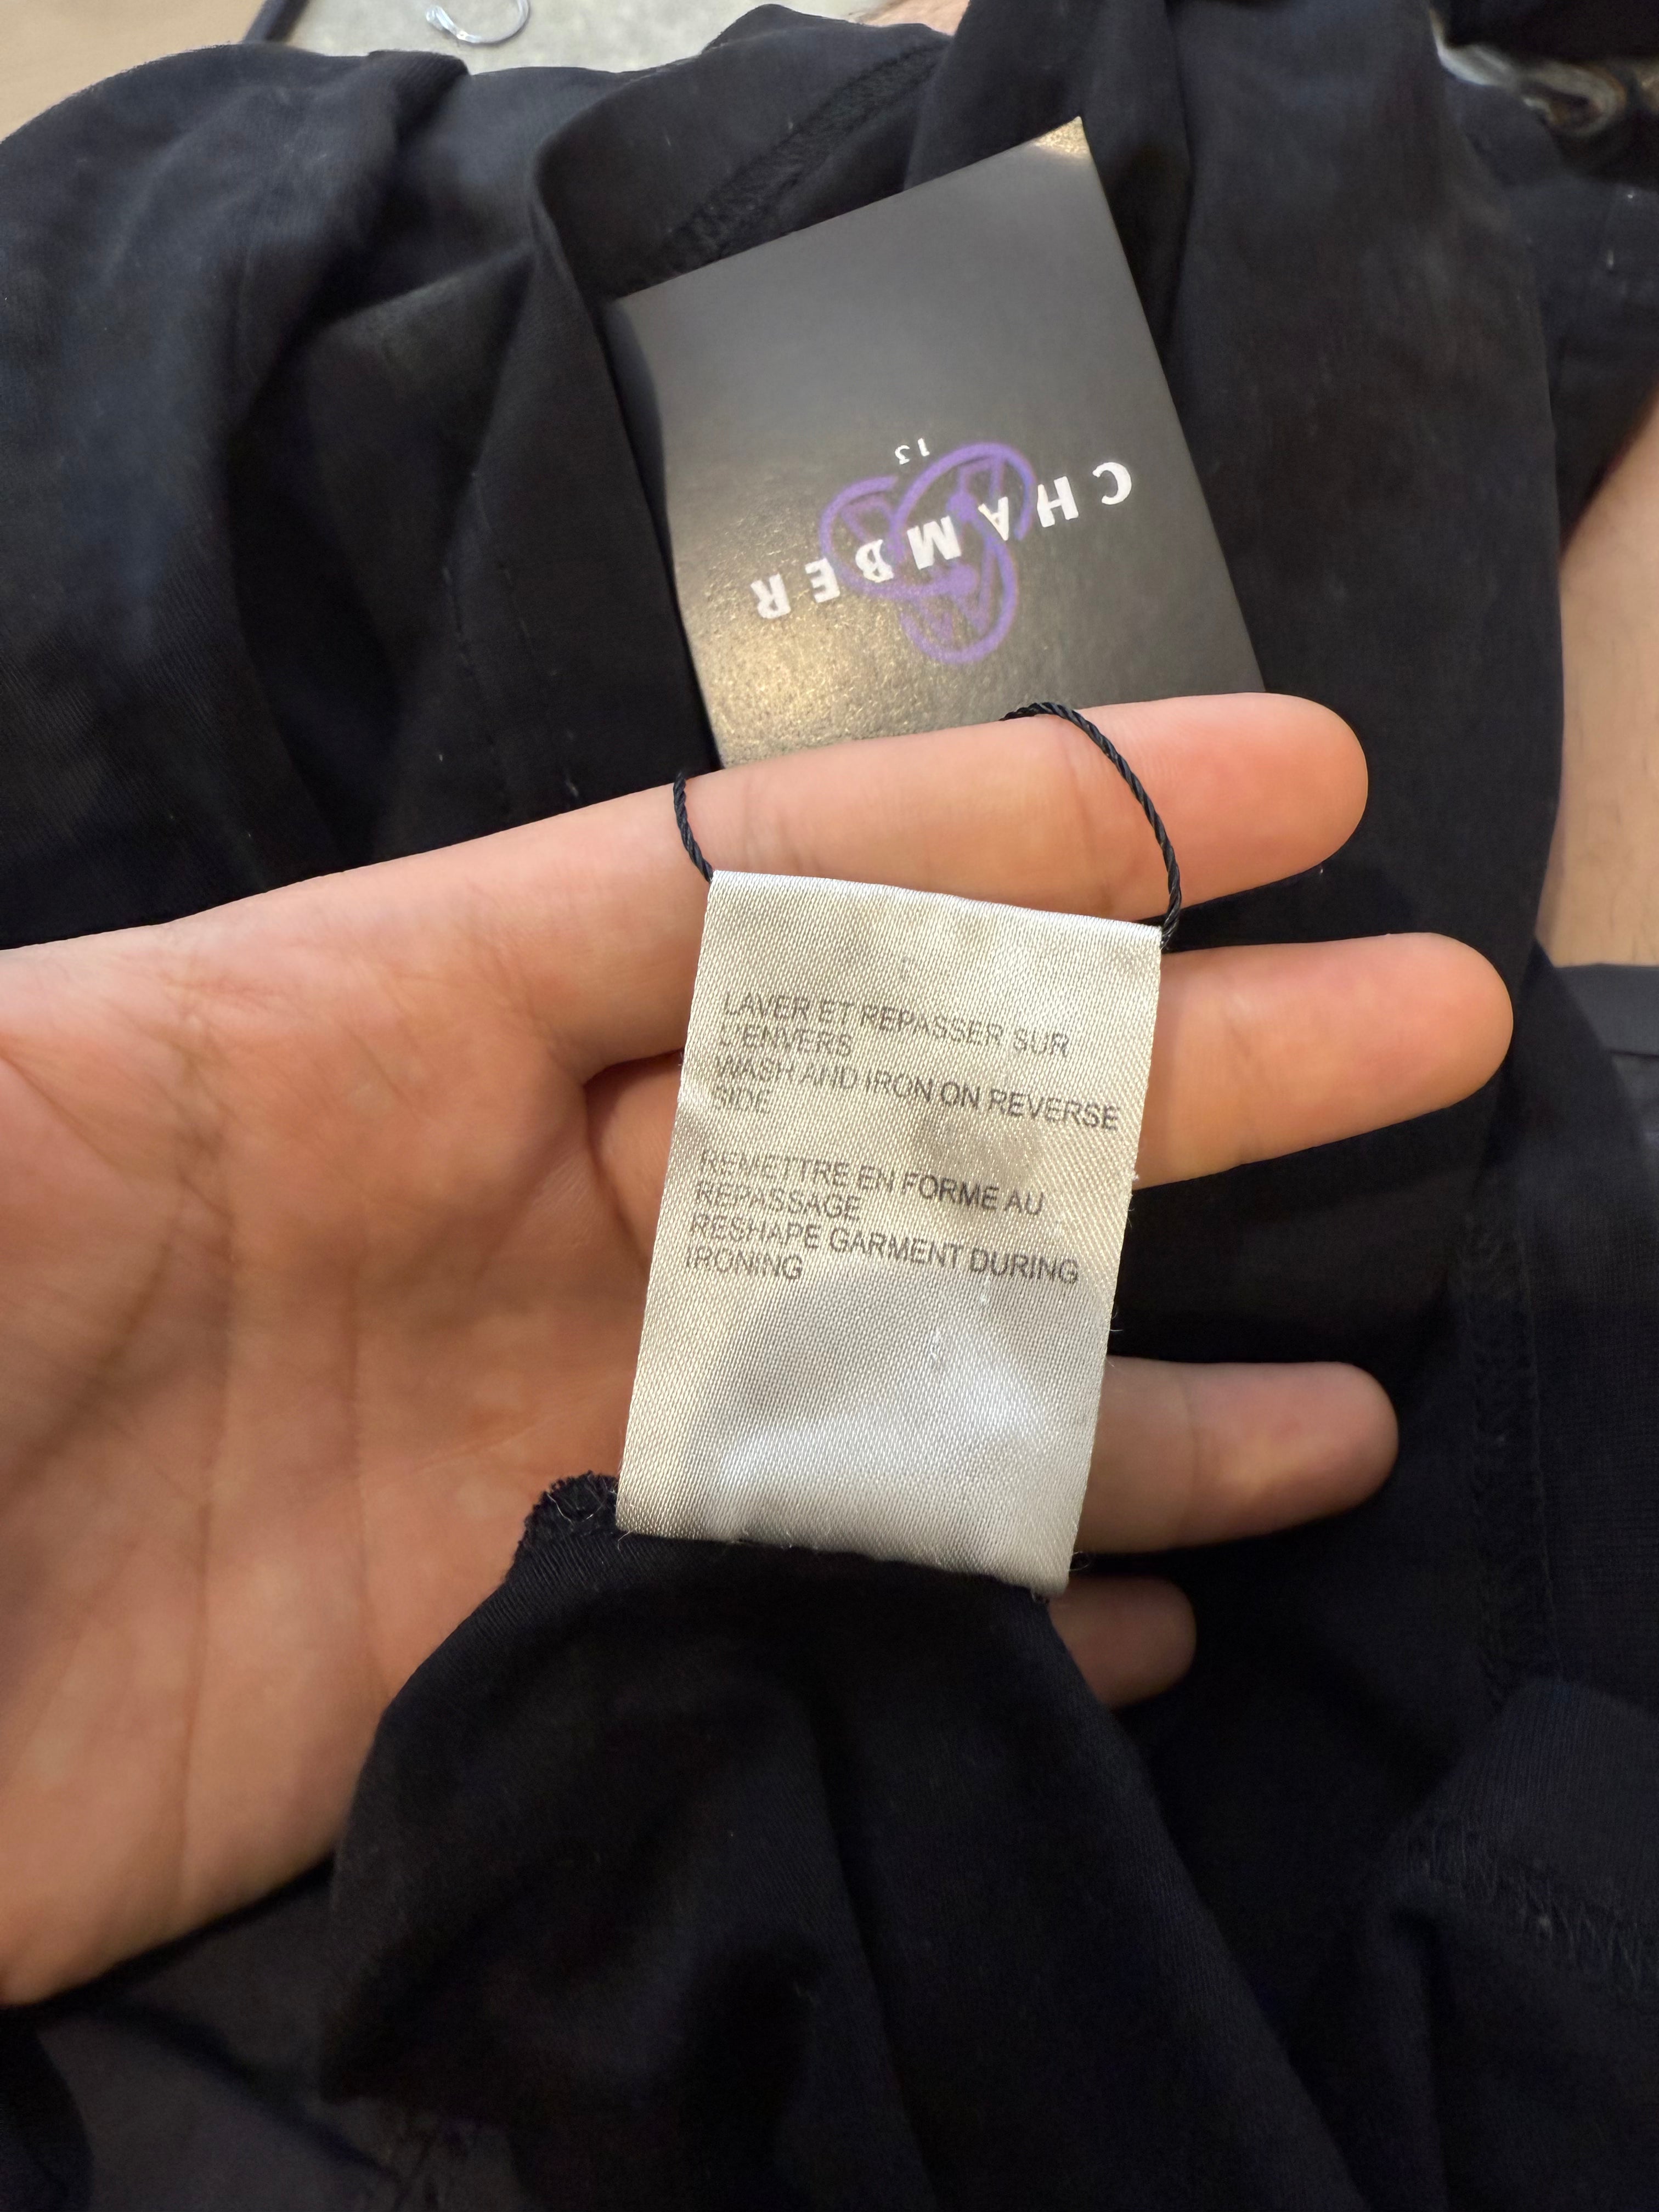 CHAMBER
13
LAVER ET REPASSER SUR
L'ENVERS
WASH AND IRON ON REVERSE
SIDE
REMETTRE EN FORME AU
REPASSAGE
RESHAPE GARMENT DURING
IRONING